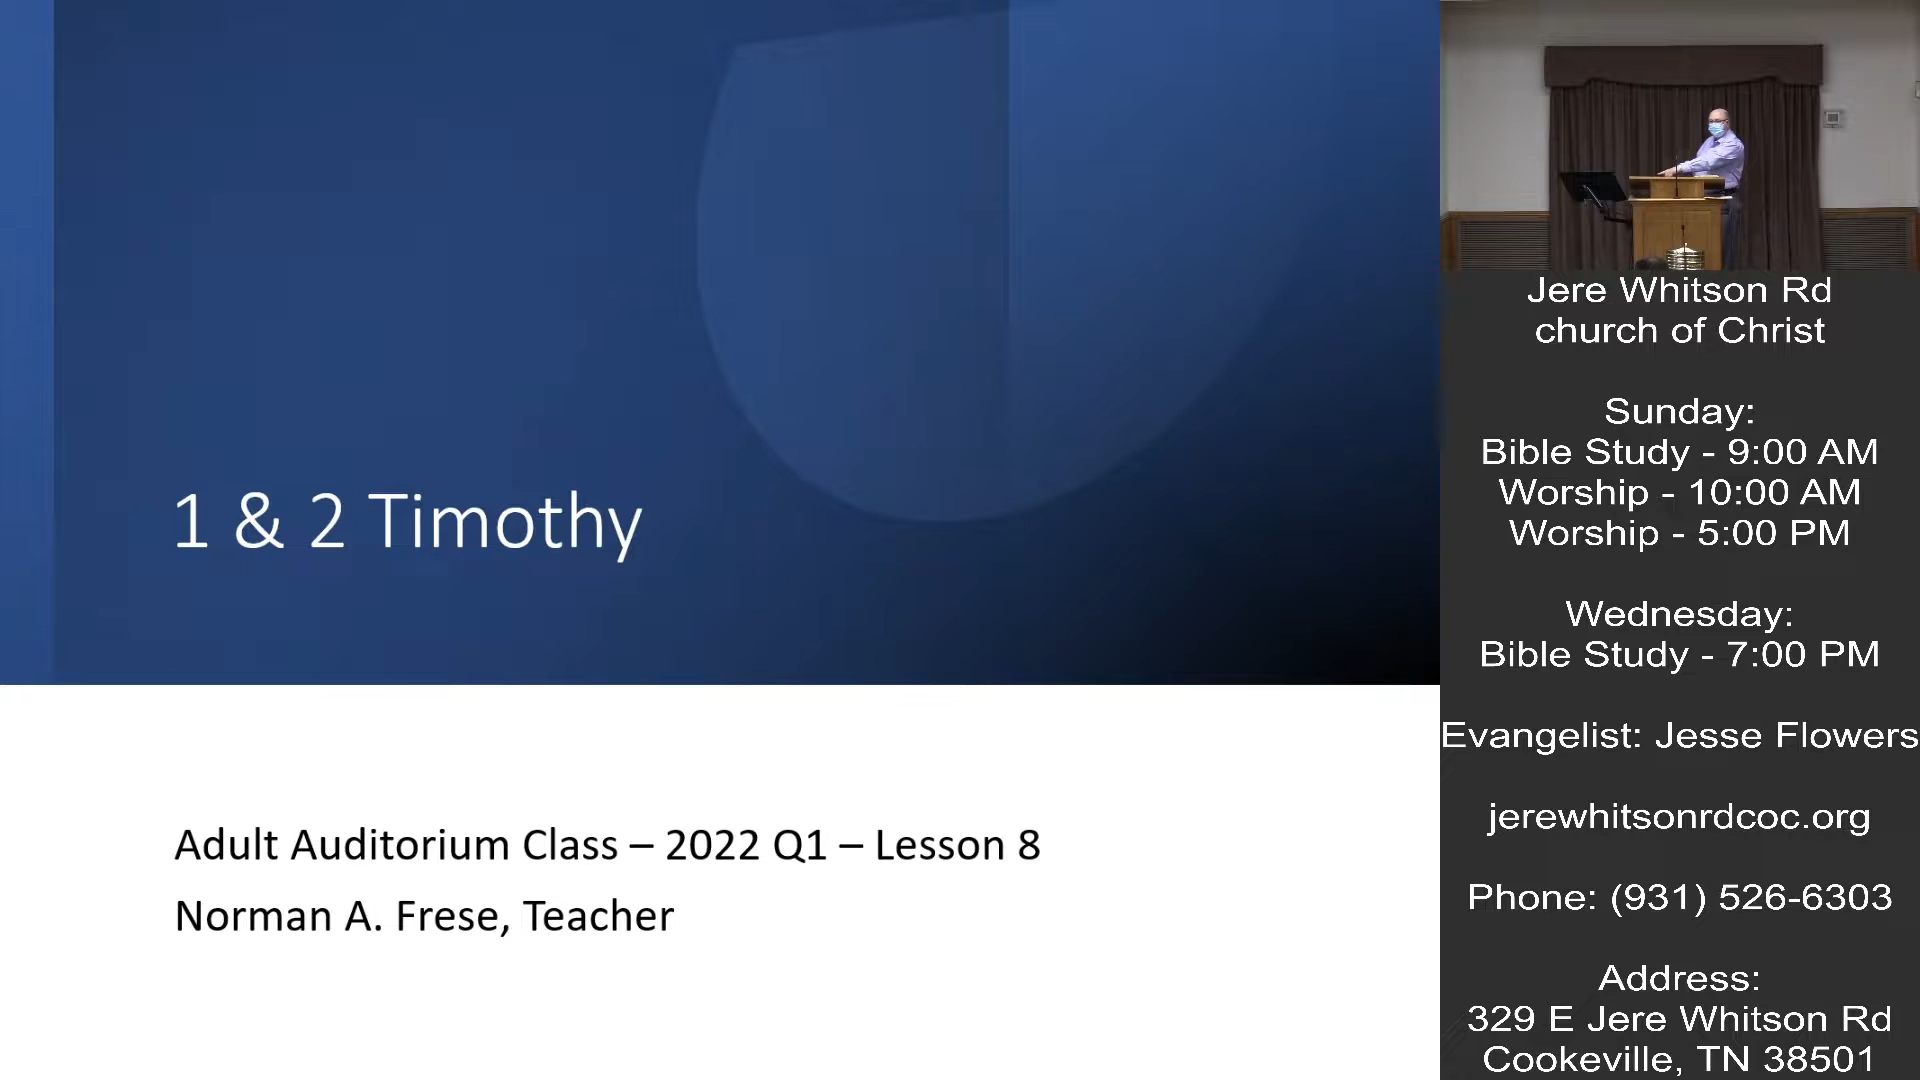 1 & 2 Timothy
Adult Auditorium Class – 2022 Q1 – Lesson 8
Norman A. Frese, Teacher
Jere Whitson Rd
church of Christ
Sunday:
Bible Study - 9:00 AM
Worship - 10:00 AM
Worship - 5:00 PM
Wednesday:
Bible Study - 7:00 PM
Evangelist: Jesse Flowers
jerewhitsonrdcoc.org
Phone: (931) 526-6303
Address:
329 E Jere Whitson Rd
Cookeville, TN 38501